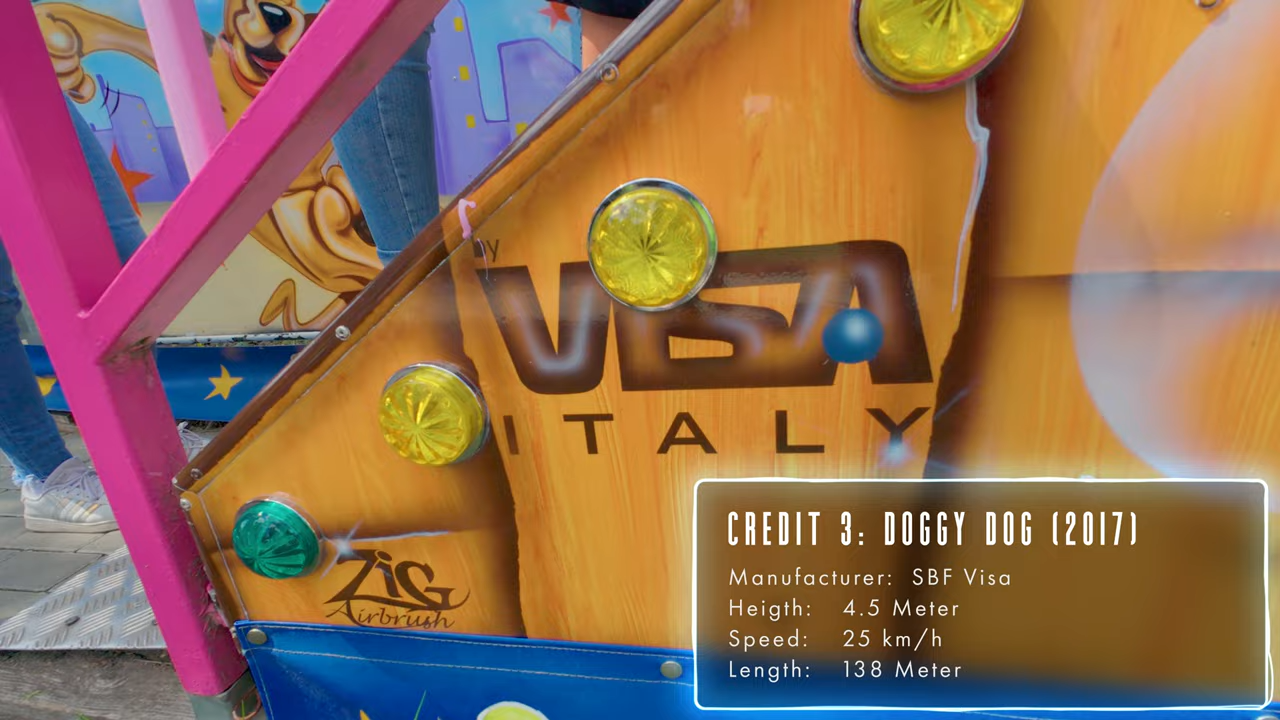 by
VISA
ITALY
ZiG
Airbrush
CREDIT 3: DOGGY DOG (2017)
Manufacturer: SBF Visa
Heigth: 4.5 Meter
Speed: 25 km/h
Length: 138 Meter